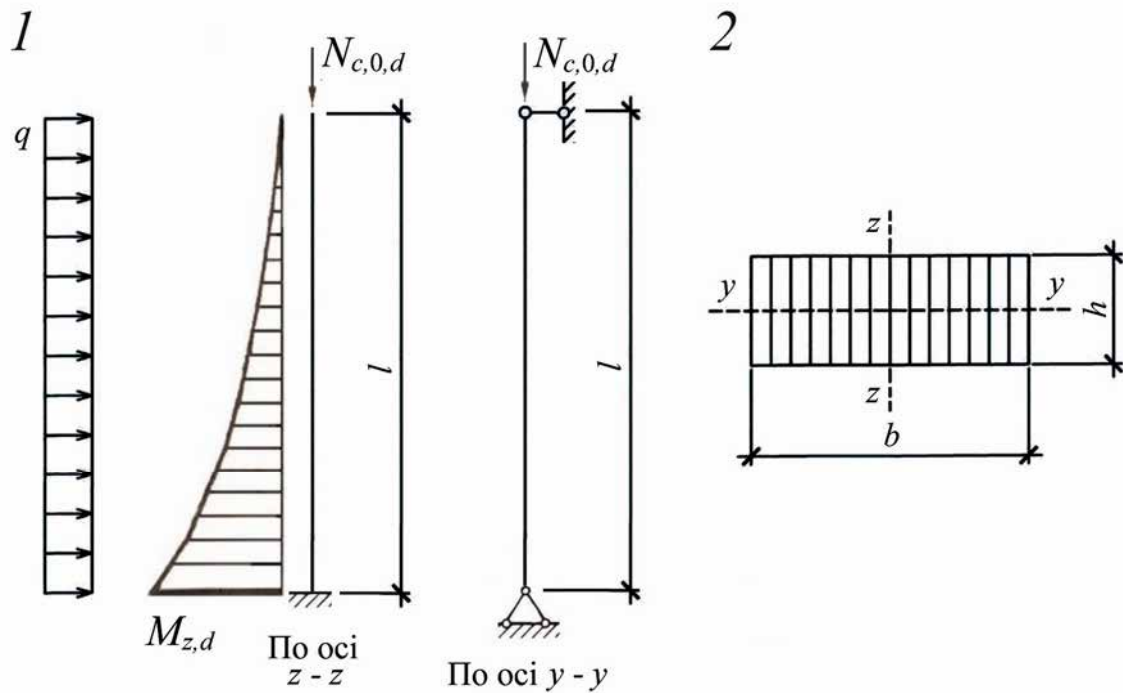 1
2
N_{c,0,d}
N_{c,0,d}
q
l
l
z
y
y
h
z
b
M_{z,d}
По осі
z - z
По осі y - y